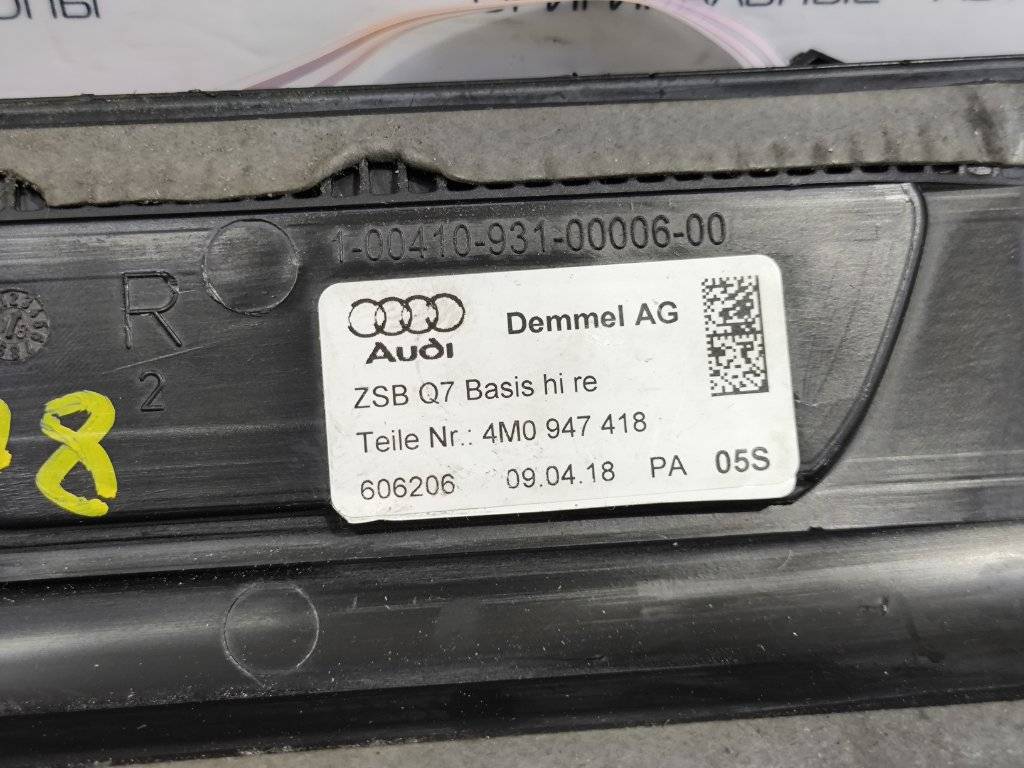 1-00410-931-00006-00
R
2
Audi
Demmel AG
ZSB Q7 Basis hi re
Teile Nr.: 4M0 947 418
606206 09.04.18 PA 05S
8